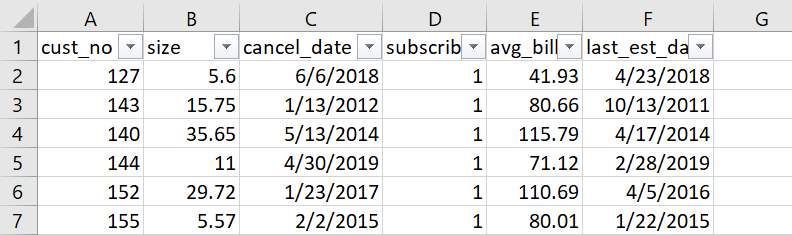 A B C D E F G
1 cust_no size cancel_date subscrib avg_bill last_est_da
2 127 5.6 6/6/2018 1 41.93 4/23/2018
3 143 15.75 1/13/2012 1 80.66 10/13/2011
4 140 35.65 5/13/2014 1 115.79 4/17/2014
5 144 11 4/30/2019 1 71.12 2/28/2019
6 152 29.72 1/23/2017 1 110.69 4/5/2016
7 155 5.57 2/2/2015 1 80.01 1/22/2015